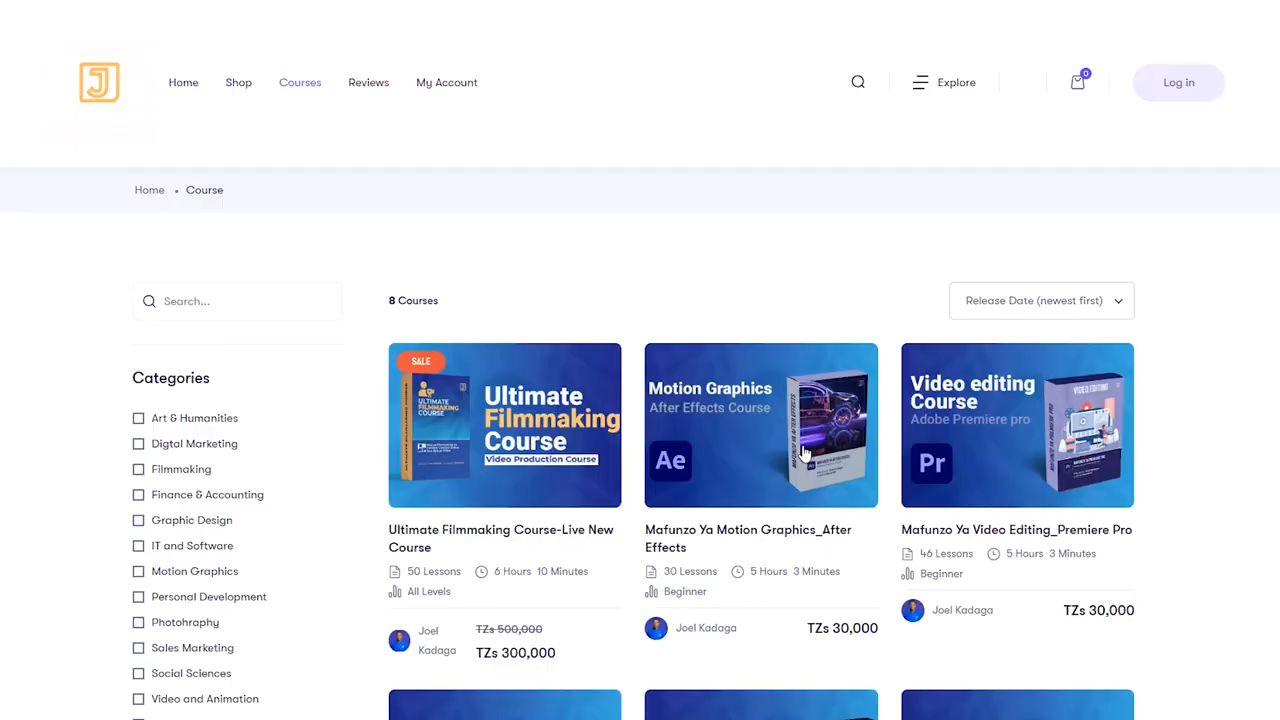 J
Home
Shop
Courses
Reviews
My Account
Explore
0
Log in
Home • Course
Search...
8 Courses
Release Date (newest first)
Categories
Art & Humanities
Digtal Marketing
Filmmaking
Finance & Accounting
Graphic Design
IT and Software
Motion Graphics
Personal Development
Photohraphy
Sales Marketing
Social Sciences
Video and Animation
SALE
ULTIMATE
FILMMAKING
COURSE
Ultimate
Filmmaking
Course
Video Production Course
Ultimate Filmmaking Course-Live New
Course
50 Lessons
6 Hours 10 Minutes
All Levels
Joel
Kadaga
TZs 500,000
TZs 300,000
Motion Graphics
After Effects Course
Ae
Mafunzo Ya Motion Graphics_After
Effects
30 Lessons
5 Hours 3 Minutes
Beginner
Joel Kadaga
TZs 30,000
Video editing
Course
Adobe Premiere pro
Pr
VIDEO EDITING
Mafunzo Ya Video Editing_Premiere Pro
46 Lessons
5 Hours 3 Minutes
Beginner
Joel Kadaga
TZs 30,000